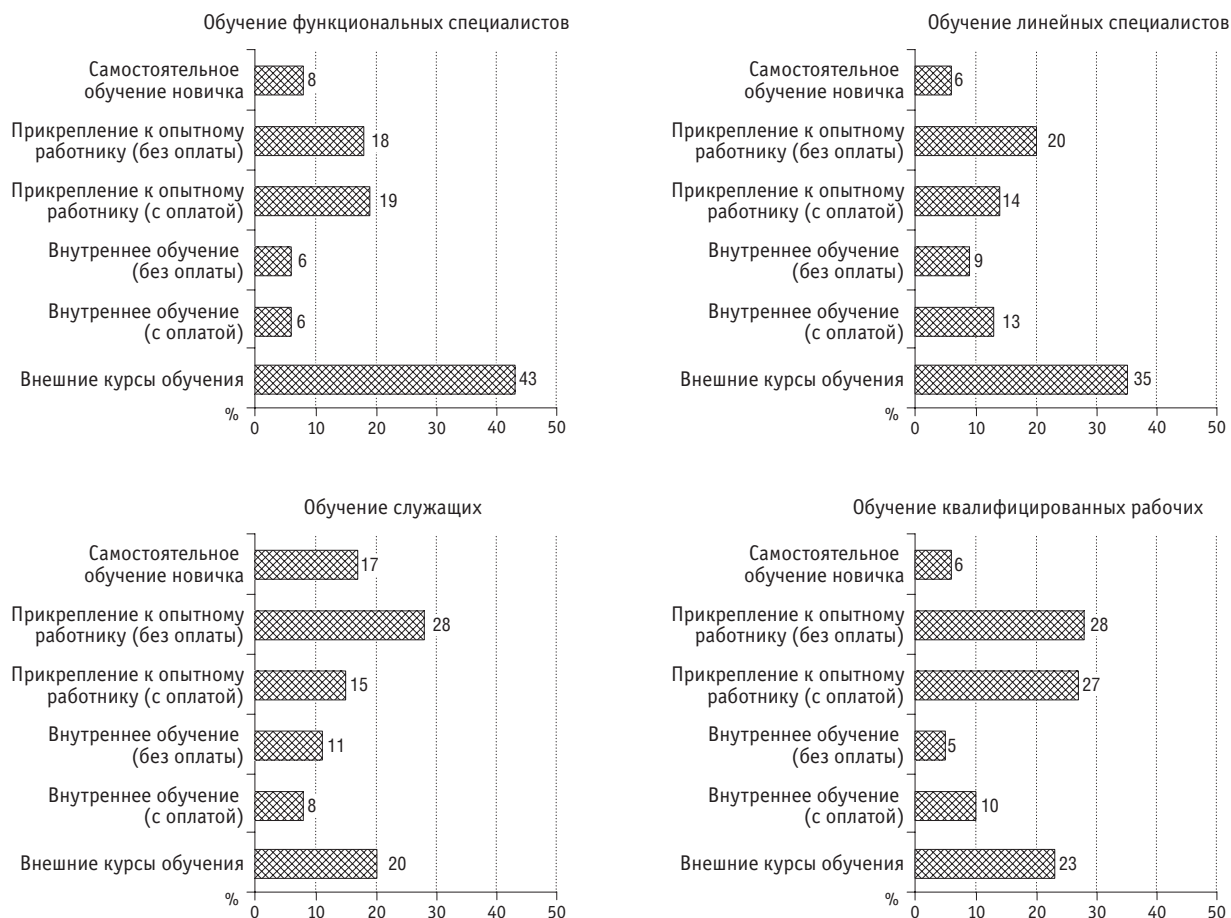 Обучение функциональных специалистов
Самостоятельное
обучение новичка
8
Прикрепление к опытному
работнику (без оплаты)
18
Прикрепление к опытному
работнику (с оплатой)
19
Внутреннее обучение
(без оплаты)
6
Внутреннее обучение
(с оплатой)
6
Внешние курсы обучения
43
%
0 10 20 30 40 50
Обучение линейных специалистов
Самостоятельное
обучение новичка
6
Прикрепление к опытному
работнику (без оплаты)
20
Прикрепление к опытному
работнику (с оплатой)
14
Внутреннее обучение
(без оплаты)
9
Внутреннее обучение
(с оплатой)
13
Внешние курсы обучения
35
%
0 10 20 30 40 50
Обучение служащих
Самостоятельное
обучение новичка
17
Прикрепление к опытному
работнику (без оплаты)
28
Прикрепление к опытному
работнику (с оплатой)
15
Внутреннее обучение
(без оплаты)
11
Внутреннее обучение
(с оплатой)
8
Внешние курсы обучения
20
%
0 10 20 30 40 50
Обучение квалифицированных рабочих
Самостоятельное
обучение новичка
6
Прикрепление к опытному
работнику (без оплаты)
28
Прикрепление к опытному
работнику (с оплатой)
27
Внутреннее обучение
(без оплаты)
5
Внутреннее обучение
(с оплатой)
10
Внешние курсы обучения
23
%
0 10 20 30 40 50